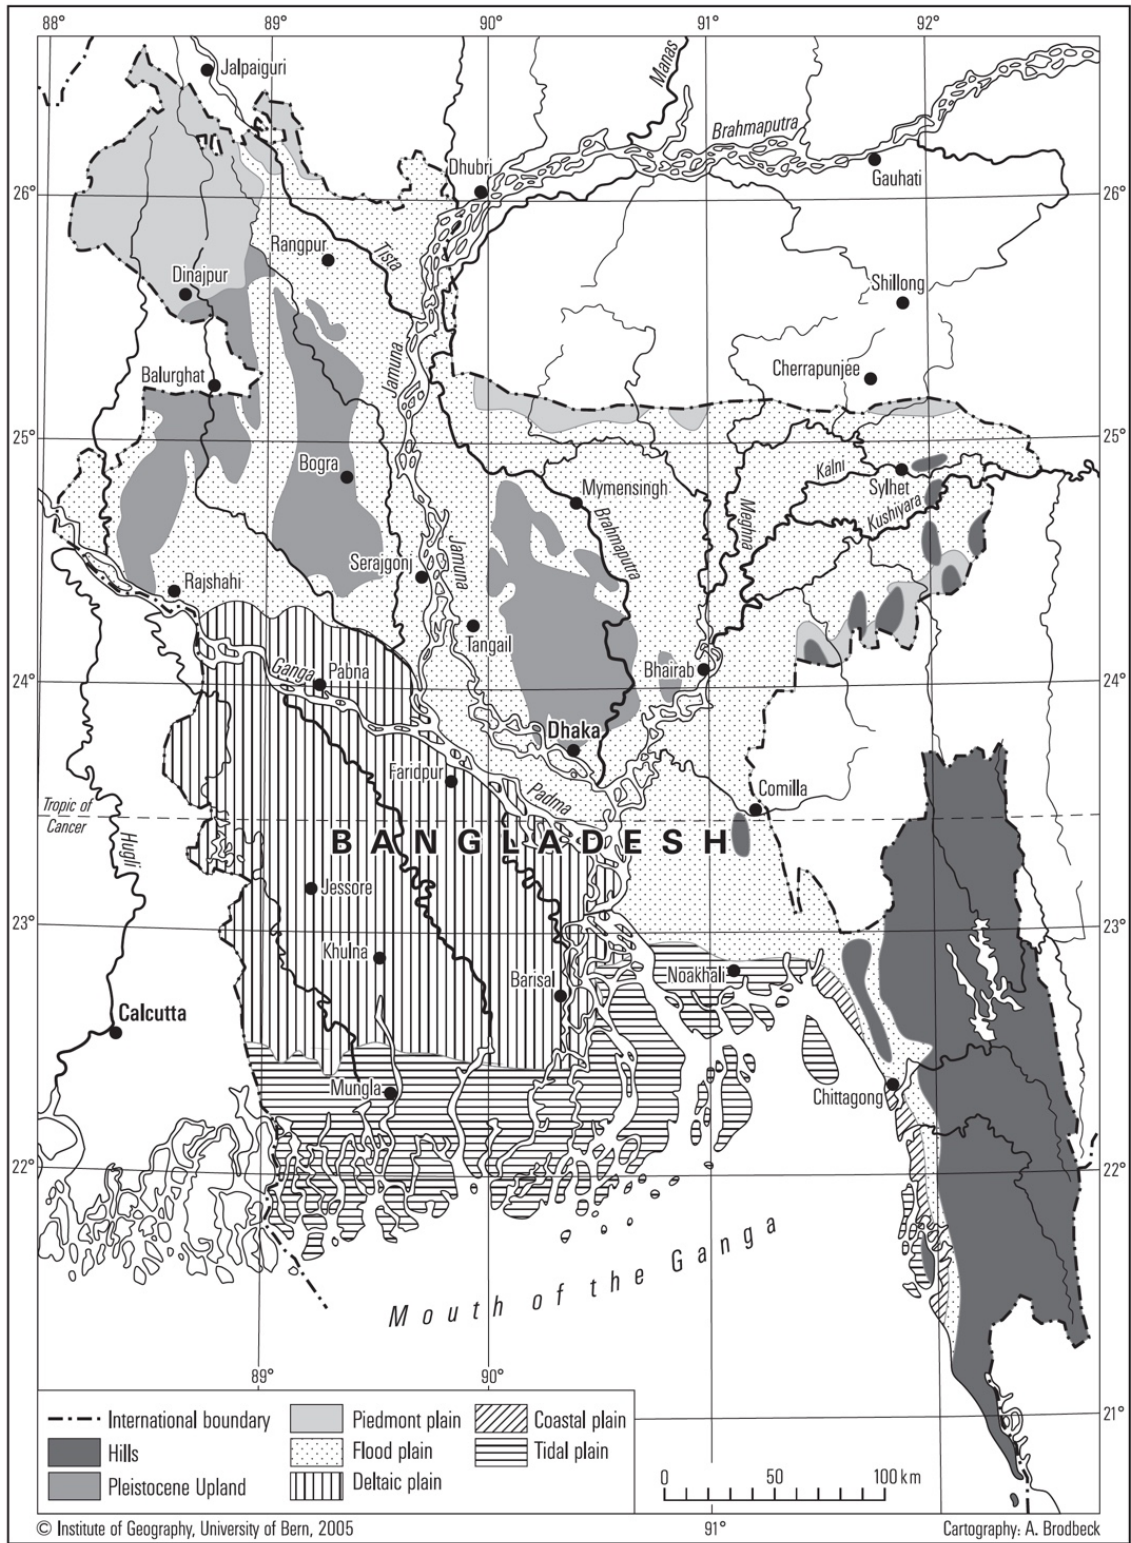 88°
89°
90°
91°
92°
Jalpaiguri
Manas
Brahmaputra
Dhubri
Gauhati
26°
26°
Rangpur
Tista
Dinajpur
Shillong
Jamuna
Cherrapunjee
Balurghat
25°
25°
Bogra
Kalni
Sylhet
Mymensingh
Kushiyara
Meghna
Brahmaputra
Jamuna
Serajgonj
Rajshahi
Tangail
Ganga
Pabna
Bhairab
24°
24°
Dhaka
Faridpur
Padma
Comilla
Tropic of
Cancer
Hugli
BANGLADESH
Jessore
23°
23°
Khulna
Barisal
Noakhali
Calcutta
Mungla
Chittagong
22°
22°
Mouth of the Ganga
89°
90°
21°
International boundary
Hills
Pleistocene Upland
Piedmont plain
Flood plain
Deltaic plain
Coastal plain
Tidal plain
0 50 100 km
© Institute of Geography, University of Bern, 2005
91°
Cartography: A. Brodbeck